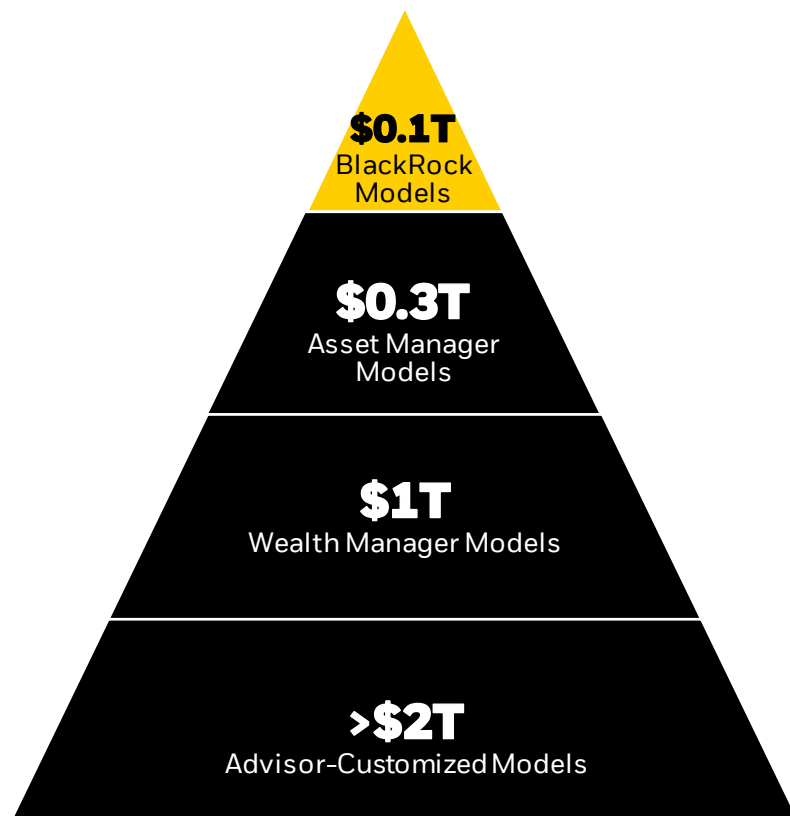 $0.1T
BlackRock
Models
$0.3T
Asset Manager
Models
$1T
Wealth Manager Models
>$2T
Advisor-Customized Models